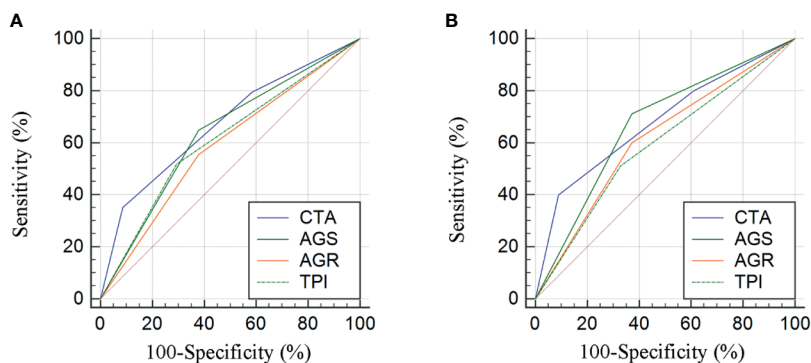 A
Sensitivity (%)
100
80
60
40
20
0
CTA
AGS
AGR
TPI
0 20 40 60 80 100
100-Specificity (%)
B
Sensitivity (%)
100
80
60
40
20
0
CTA
AGS
AGR
TPI
0 20 40 60 80 100
100-Specificity (%)